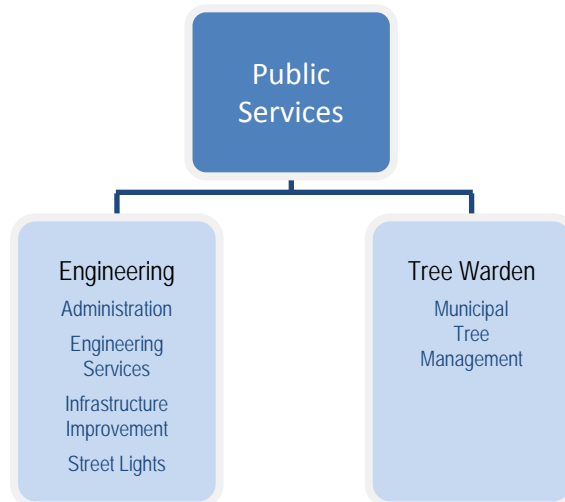 Public
Services
Engineering
Administration
Engineering
Services
Infrastructure
Improvement
Street Lights
Tree Warden
Municipal
Tree
Management